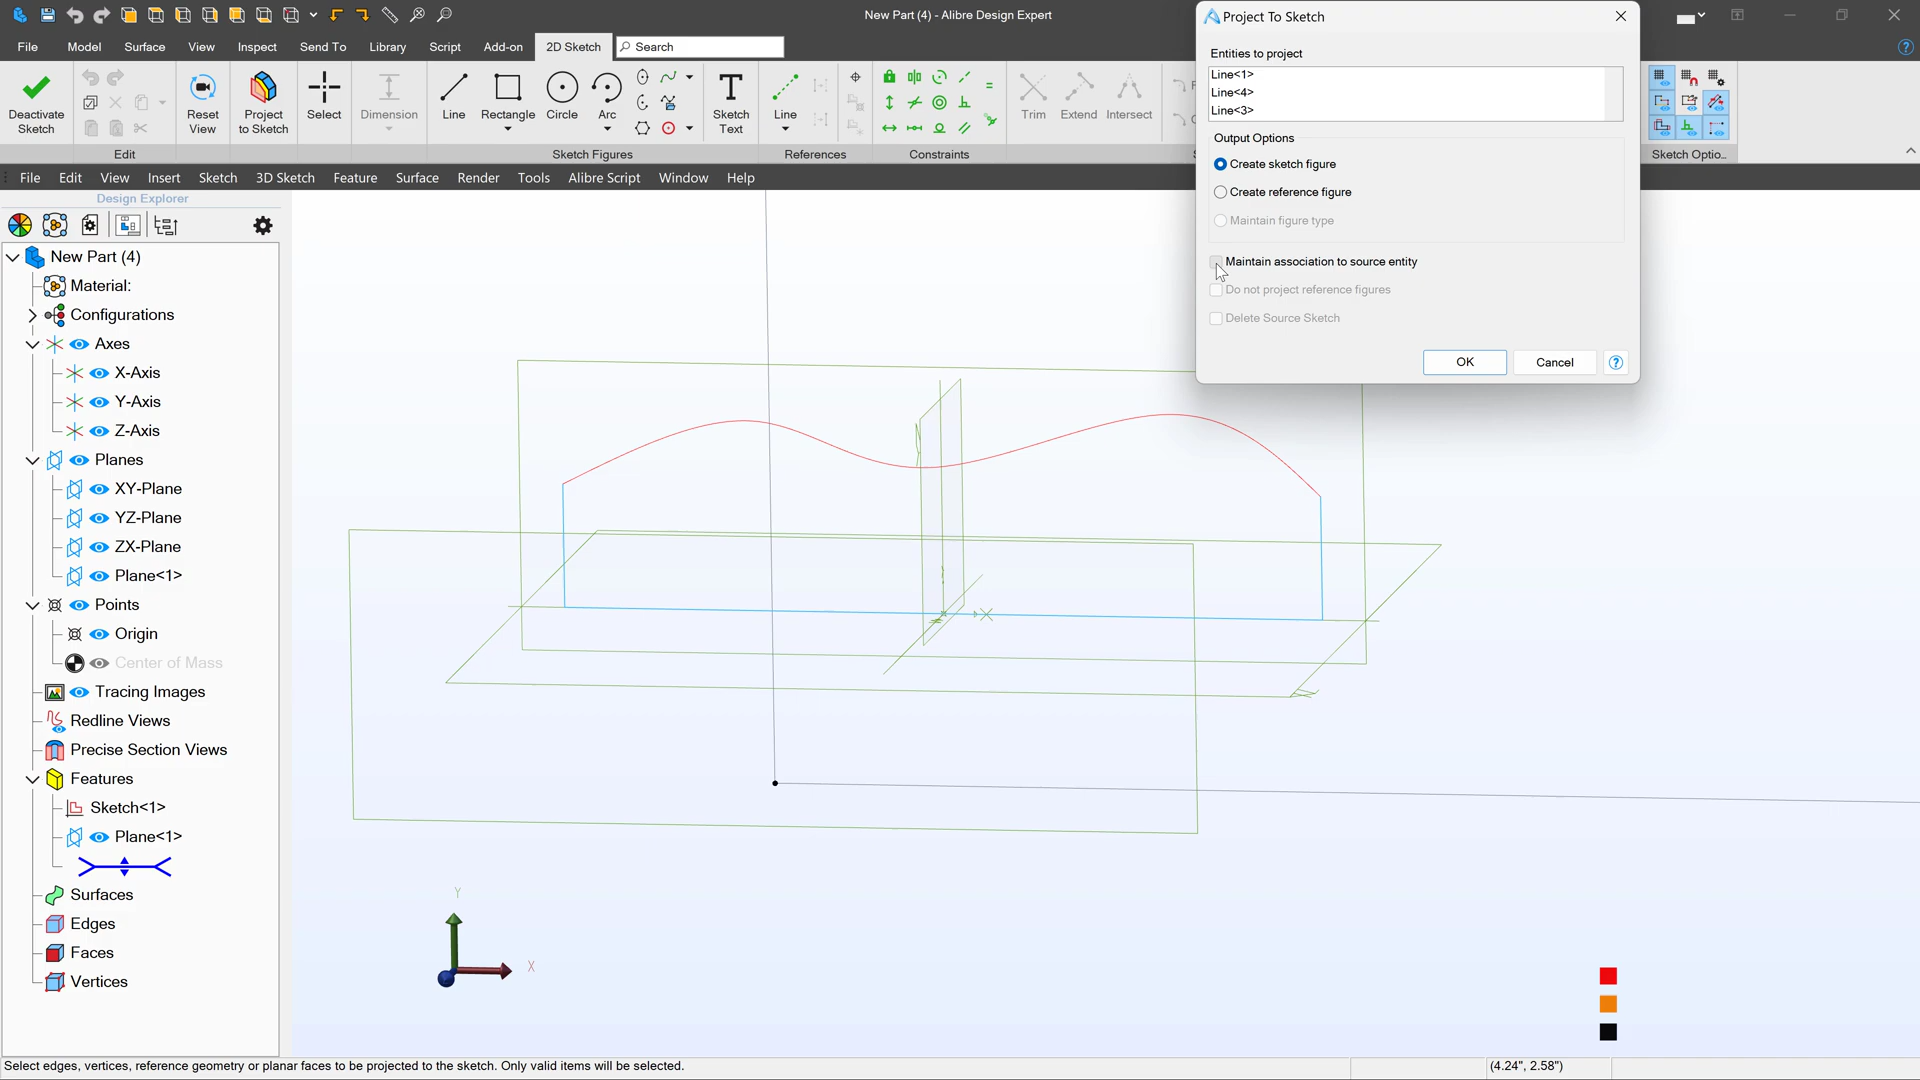 New Part (4) - Alibre Design Expert
File
Model
Surface
View
Inspect
Send To
Library
Script
Add-on
2D Sketch
Search
Deactivate
Sketch
Edit
Reset
View
Project
to Sketch
Select
Dimension
Line
Rectangle
Circle
Arc
Sketch Figures
Sketch
Text
Line
References
Constraints
Trim
Extend
Intersect
Sketch Optio...
File
Edit
View
Insert
Sketch
3D Sketch
Feature
Surface
Render
Tools
Alibre Script
Window
Help
Design Explorer
New Part (4)
Material:
Configurations
Axes
X-Axis
Y-Axis
Z-Axis
Planes
XY-Plane
YZ-Plane
ZX-Plane
Plane<1>
Points
Origin
Center of Mass
Tracing Images
Redline Views
Precise Section Views
Features
Sketch<1>
Plane<1>
Surfaces
Edges
Faces
Vertices
Project To Sketch
Entities to project
Line<1>
Line<4>
Line<3>
Output Options
Create sketch figure
Create reference figure
Maintain figure type
Maintain association to source entity
Do not project reference figures
Delete Source Sketch
OK
Cancel
X
Y
X
Select edges, vertices, reference geometry or planar faces to be projected to the sketch. Only valid items will be selected.
(4.24", 2.58")